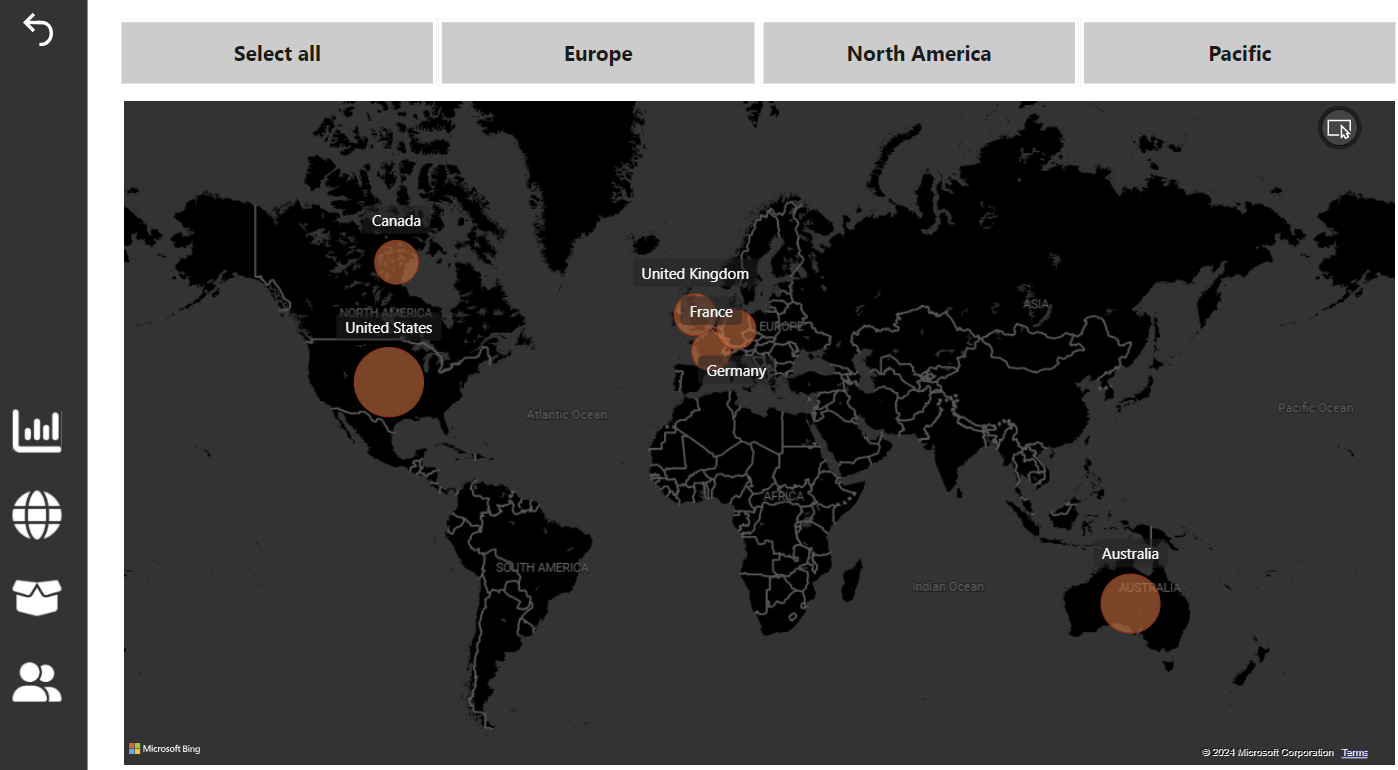 Select all
Europe
North America
Pacific
Canada
United Kingdom
ASIA
NORTH AMERICA
France
United States
EUROPE
Germany
Atlantic Ocean
Pacific Ocean
AFRICA
Australia
SOUTH AMERICA
Indian Ocean
AUSTRALIA
Microsoft Bing
© 2024 Microsoft Corporation Terms